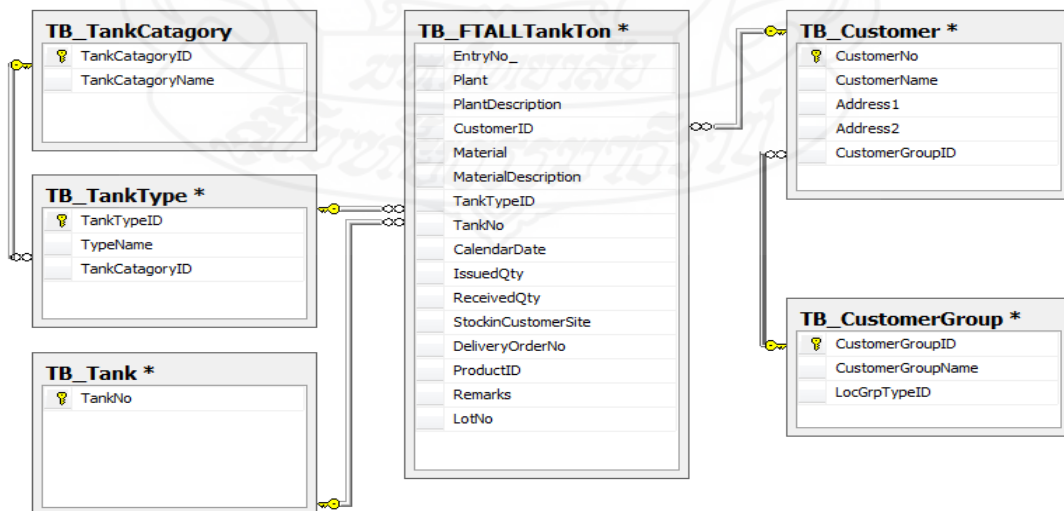 TB_TankCatagory
TankCatagoryID
TankCatagoryName
TB_TankType *
TankTypeID
TypeName
TankCatagoryID
TB_Tank *
TankNo
TB_FTALLTankTon *
EntryNo_
Plant
PlantDescription
CustomerID
Material
MaterialDescription
TankTypeID
TankNo
CalendarDate
IssuedQty
ReceivedQty
StockinCustomerSite
DeliveryOrderNo
ProductID
Remarks
LotNo
TB_Customer *
CustomerNo
CustomerName
Address1
Address2
CustomerGroupID
TB_CustomerGroup *
CustomerGroupID
CustomerGroupName
LocGrpTypeID